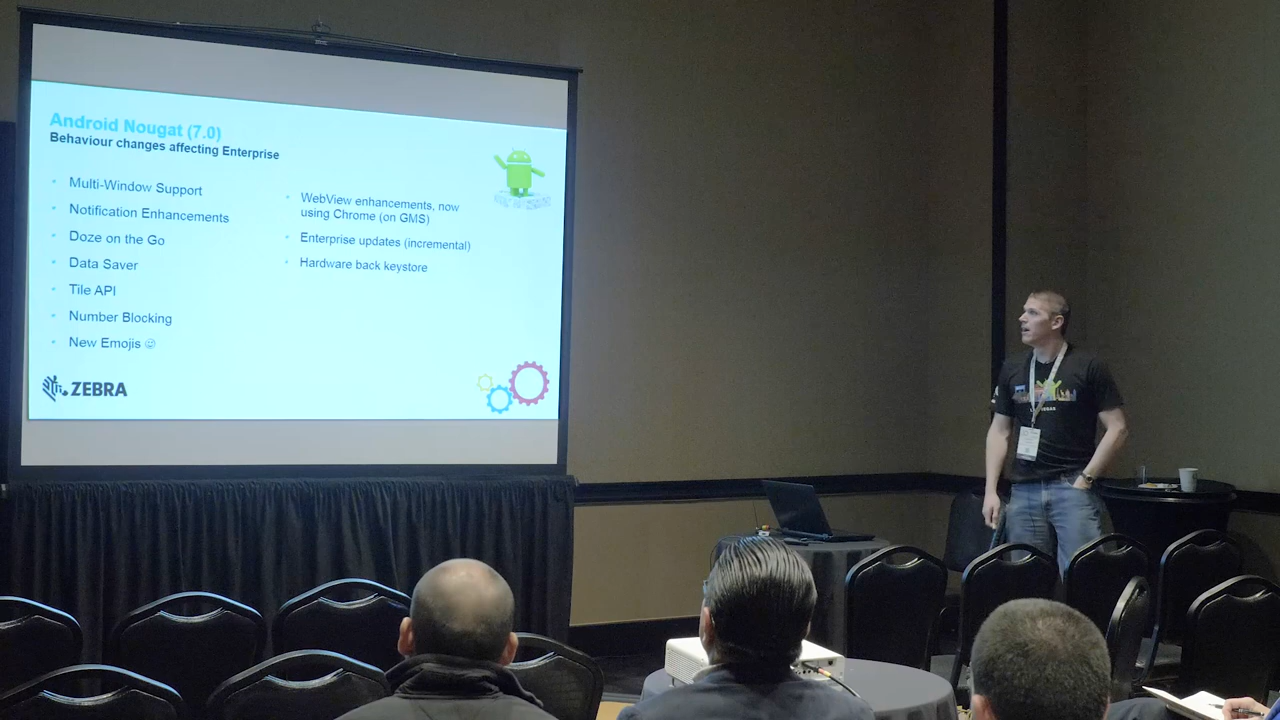 Android Nougat (7.0)
Behaviour changes affecting Enterprise
Multi-Window Support
Notification Enhancements
Doze on the Go
Data Saver
Tile API
Number Blocking
New Emojis ☺
WebView enhancements, now
using Chrome (on GMS)
Enterprise updates (incremental)
Hardware back keystore
ZEBRA